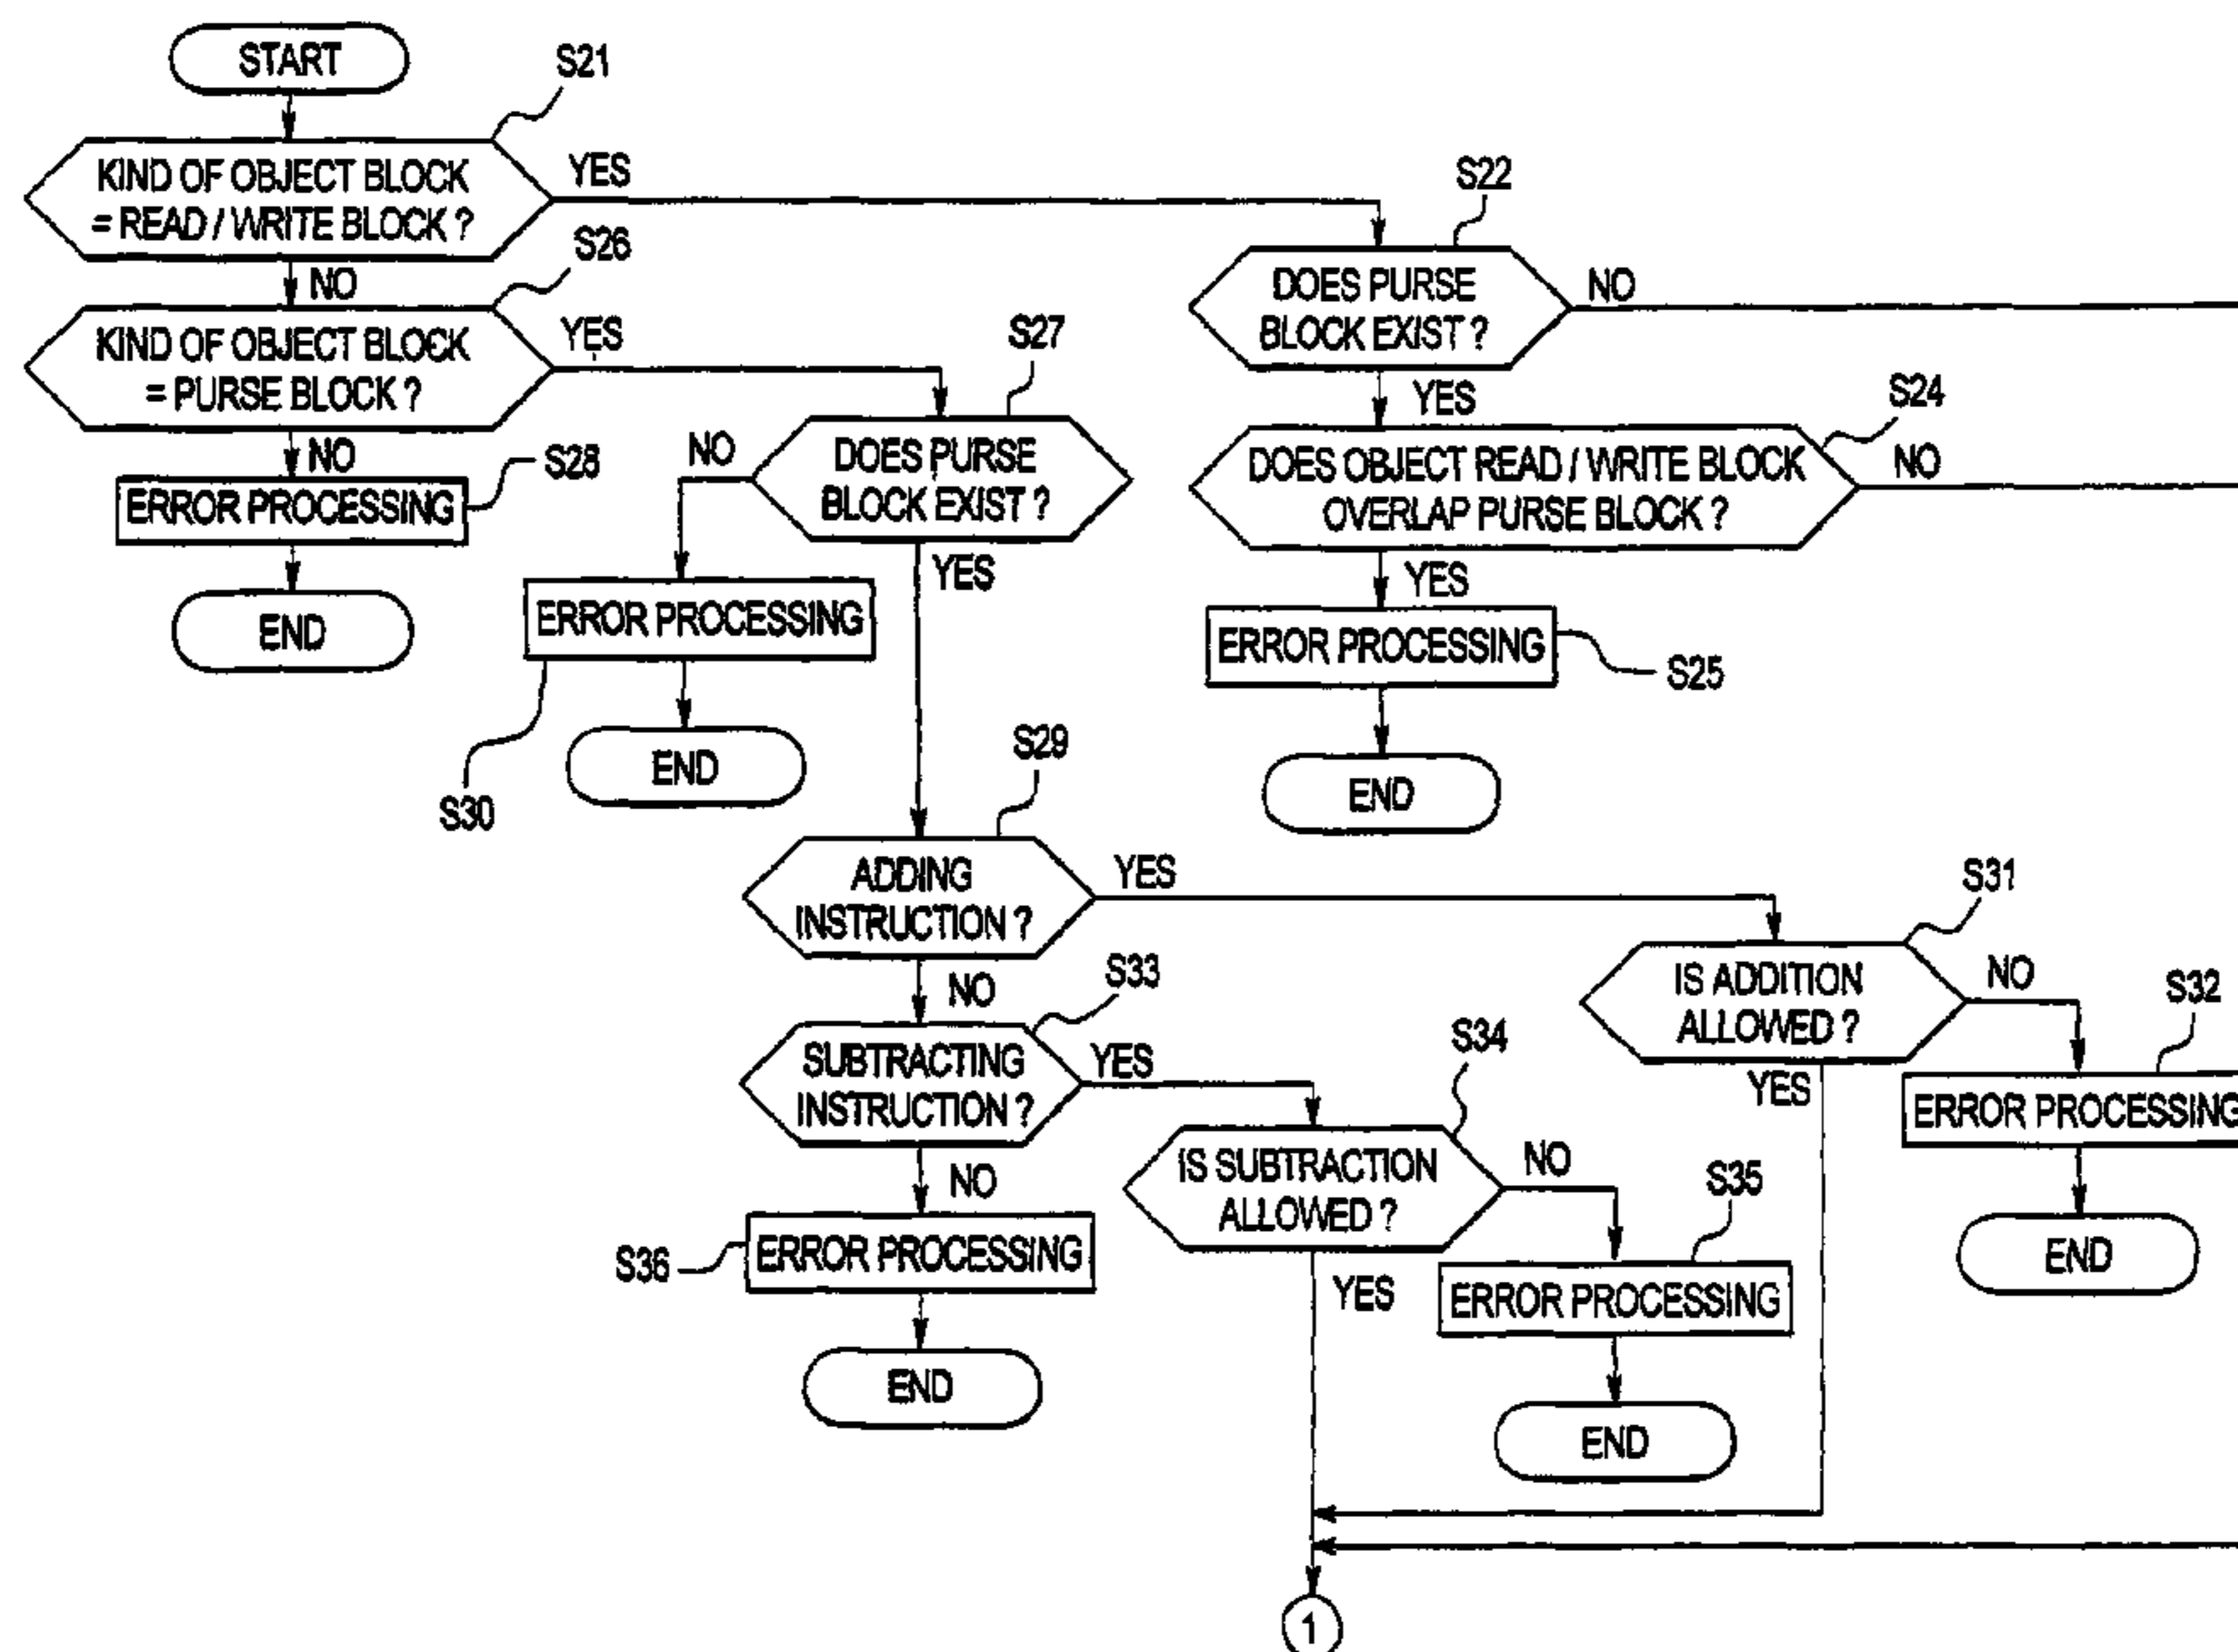 START
S21
KIND OF OBJECT BLOCK
= READ / WRITE BLOCK ?
YES
S22
NO
S26
DOES PURSE
BLOCK EXIST ?
NO
KIND OF OBJECT BLOCK
= PURSE BLOCK ?
YES
S27
YES
S24
NO
S28
NO
DOES PURSE
BLOCK EXIST ?
DOES OBJECT READ / WRITE BLOCK
OVERLAP PURSE BLOCK ?
NO
ERROR PROCESSING
YES
YES
END
ERROR PROCESSING
ERROR PROCESSING
S25
END
S30
S29
END
ADDING
INSTRUCTION ?
YES
S31
NO
S33
IS ADDITION
ALLOWED ?
NO
S32
SUBTRACTING
INSTRUCTION ?
YES
S34
YES
ERROR PROCESSING
NO
IS SUBTRACTION
ALLOWED ?
NO
S35
END
S36
ERROR PROCESSING
YES
ERROR PROCESSING
END
END
1